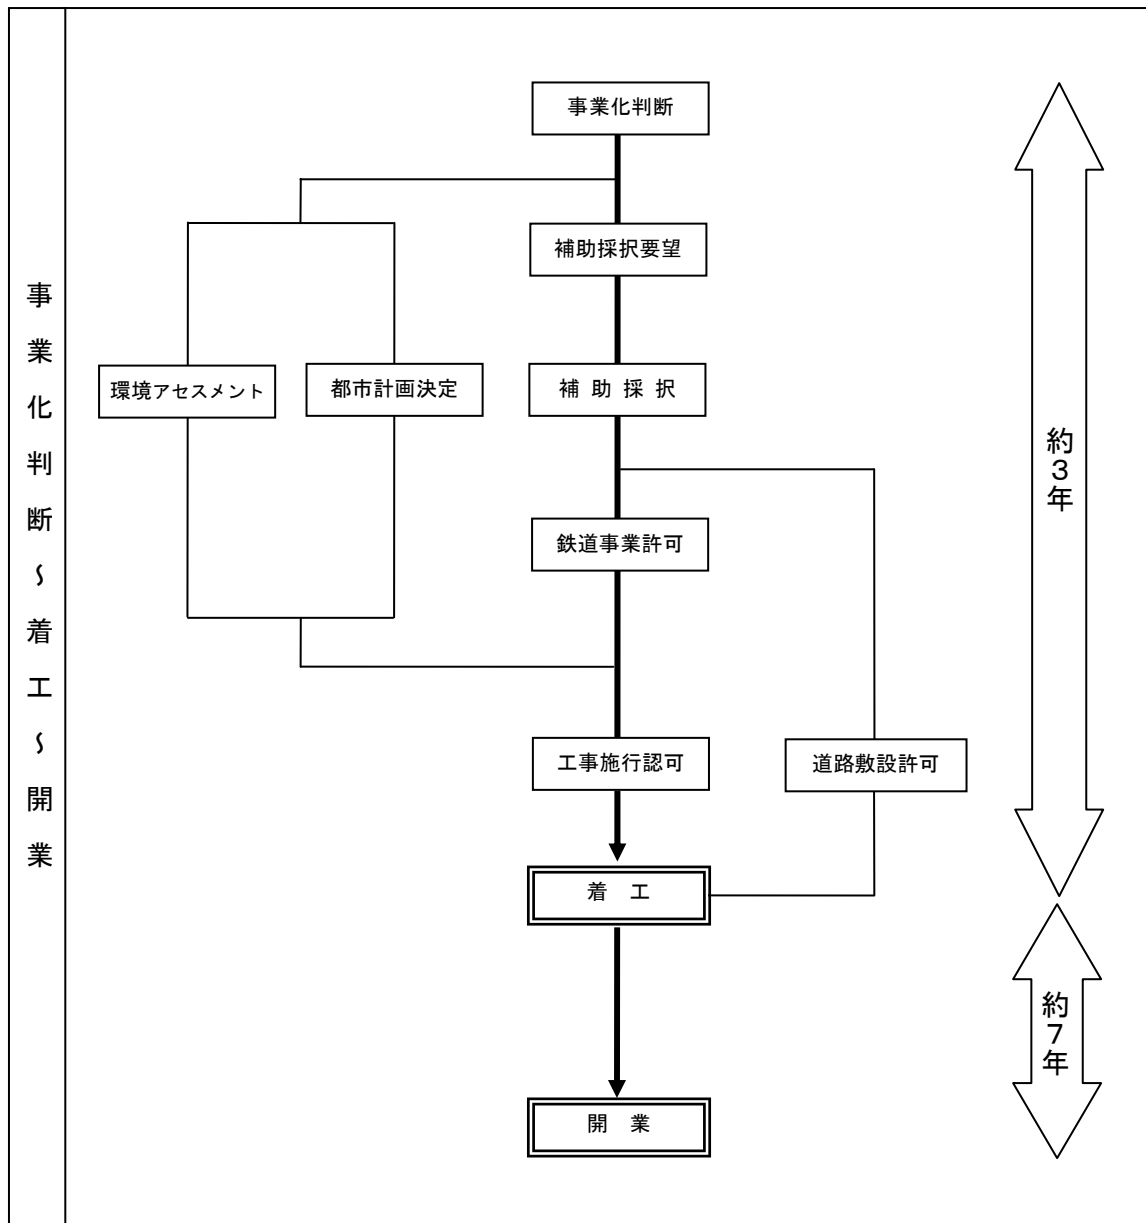 事業化判断～着工～開業
事業化判断
補助採択要望
環境アセスメント
都市計画決定
補助採択
鉄道事業許可
工事施行認可
道路敷設許可
着工
開業
約3年
約7年